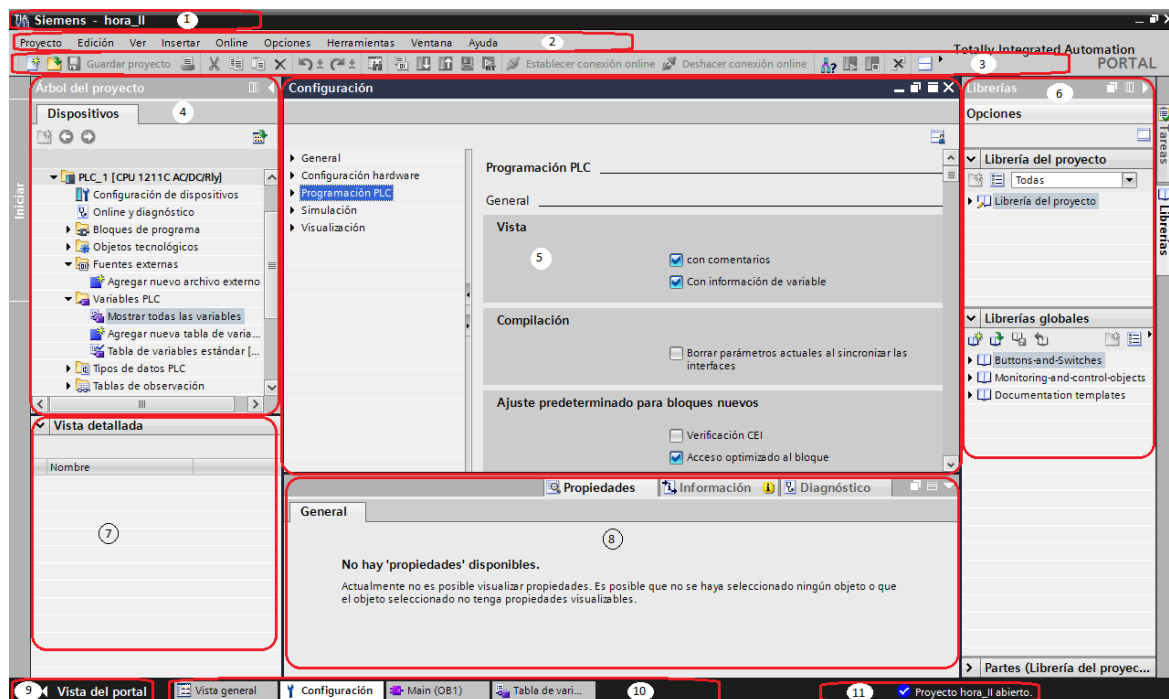 Siemens - hora_II
1
Proyecto Edición Ver Insertar Online Opciones Herramientas Ventana Ayuda
2
Totally Integrated Automation
PORTAL
Guardar proyecto
Establecer conexión online
Deshacer conexión online
3
Árbol del proyecto
Dispositivos
4
Iniciar
PLC_1 [CPU 1211C AC/DC/Rly]
Configuración de dispositivos
Online y diagnóstico
Bloques de programa
Objetos tecnológicos
Fuentes externas
Agregar nuevo archivo externo
Variables PLC
Mostrar todas las variables
Agregar nueva tabla de varia...
Tabla de variables estándar [...
Tipos de datos PLC
Tablas de observación
Vista detallada
Nombre
7
Configuración
General
Configuración hardware
Programación PLC
Simulación
Visualización
Programación PLC
General
Vista
5
con comentarios
Con información de variable
Compilación
Borrar parámetros actuales al sincronizar las
interfaces
Ajuste predeterminado para bloques nuevos
Verificación CEI
Acceso optimizado al bloque
Propiedades
Información
Diagnóstico
General
8
No hay 'propiedades' disponibles.
Actualmente no es posible visualizar propiedades. Es posible que no se haya seleccionado ningún objeto o que
el objeto seleccionado no tenga propiedades visualizables.
Librerías
6
Opciones
Librería del proyecto
Todas
Librería del proyecto
Librerías globales
Buttons-and-Switches
Monitoring-and-control-objects
Documentation templates
Partes (Librería del proyec...
Tareas
Librerías
9
Vista del portal
Vista general
Configuración
Main (OB1)
Tabla de vari...
10
11
Proyecto hora_II abierto.